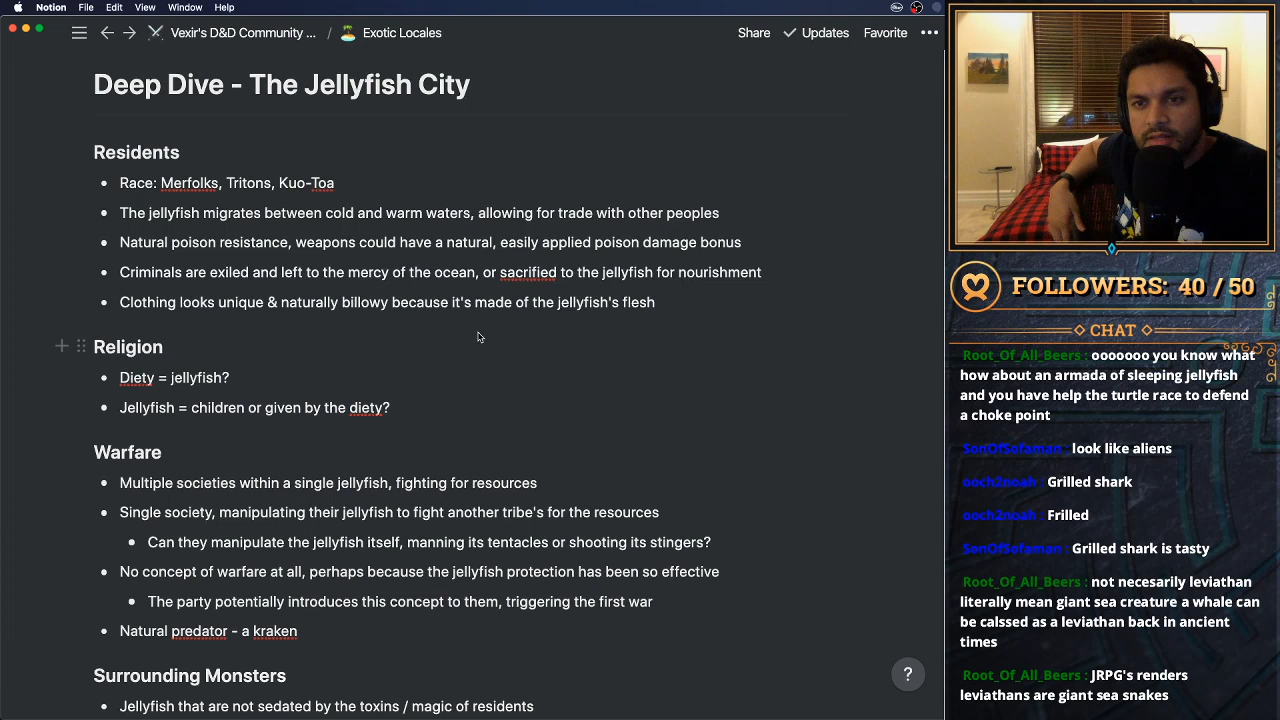 Notion File Edit View Window Help
Vexir's D&D Community ... / Exotic Locales
Share Updates Favorite
Deep Dive - The Jellyfish City
Residents
Race: Merfolks, Tritons, Kuo-Toa
The jellyfish migrates between cold and warm waters, allowing for trade with other peoples
Natural poison resistance, weapons could have a natural, easily applied poison damage bonus
Criminals are exiled and left to the mercy of the ocean, or sacrified to the jellyfish for nourishment
Clothing looks unique & naturally billowy because it's made of the jellyfish's flesh
Religion
Diety = jellyfish?
Jellyfish = children or given by the diety?
Warfare
Multiple societies within a single jellyfish, fighting for resources
Single society, manipulating their jellyfish to fight another tribe's for the resources
Can they manipulate the jellyfish itself, manning its tentacles or shooting its stingers?
No concept of warfare at all, perhaps because the jellyfish protection has been so effective
The party potentially introduces this concept to them, triggering the first war
Natural predator - a kraken
Surrounding Monsters
Jellyfish that are not sedated by the toxins / magic of residents
?
FOLLOWERS: 40 / 50
CHAT
Root_Of_All_Beers : ooooooo you know what
how about an armada of sleeping jellyfish
and you have help the turtle race to defend
a choke point
SonOfSofaman : look like aliens
ooch2noah : Grilled shark
ooch2noah : Frilled
SonOfSofaman : Grilled shark is tasty
Root_Of_All_Beers : not necesarily leviathan
literally mean giant sea creature a whale can
be calssed as a leviathan back in ancient
times
Root_Of_All_Beers : JRPG's renders
leviathans are giant sea snakes